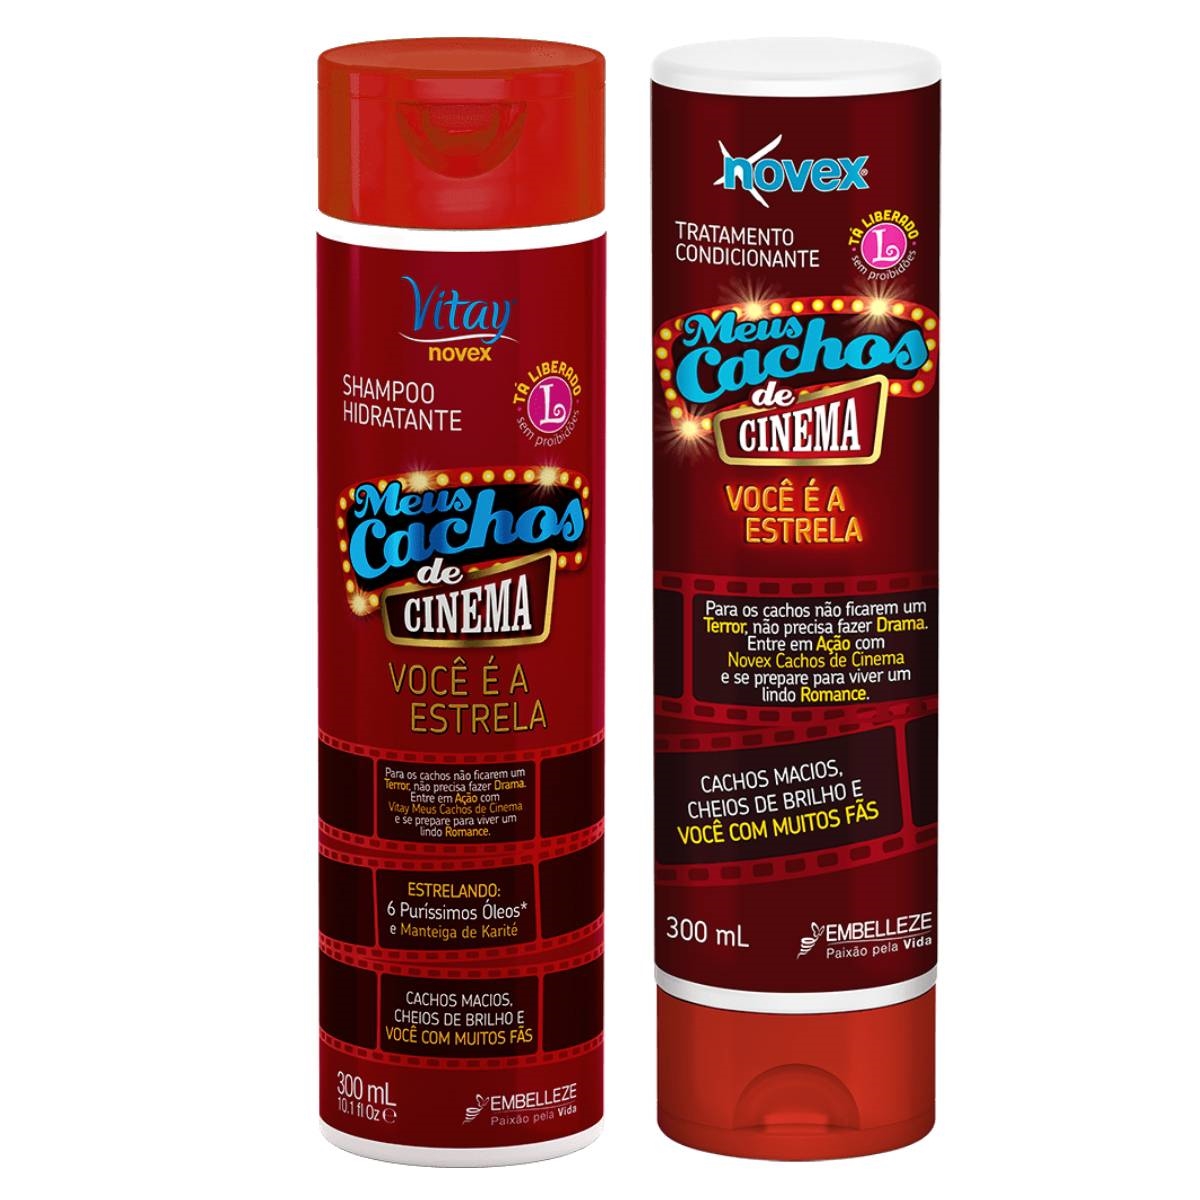 Vitay
novex
SHAMPOO
HIDRATANTE
TÁ LIBERADO
L
sem proibidões
Meus
Cachos
de
CINEMA
VOCÊ É A
ESTRELA
Para os cachos não ficarem um
Terror, não precisa fazer Drama.
Entre em Ação com
Vitay Meus Cachos de Cinema
e se prepare para viver um
lindo Romance.
ESTRELANDO:
6 Puríssimos Óleos*
e Manteiga de Karité
CACHOS MACIOS,
CHEIOS DE BRILHO E
VOCÊ COM MUITOS FÃS
300 mL
10.1 fl Oz ℮
EMBELLEZE
Paixão pela Vida
novex®
TRATAMENTO
CONDICIONANTE
TÁ LIBERADO
L
sem proibidões
Meus
Cachos
de
CINEMA
VOCÊ É A
ESTRELA
Para os cachos não ficarem um
Terror, não precisa fazer Drama.
Entre em Ação com
Novex Cachos de Cinema
e se prepare para viver um
lindo Romance.
CACHOS MACIOS,
CHEIOS DE BRILHO E
VOCÊ COM MUITOS FÃS
300 mL
EMBELLEZE
Paixão pela Vida